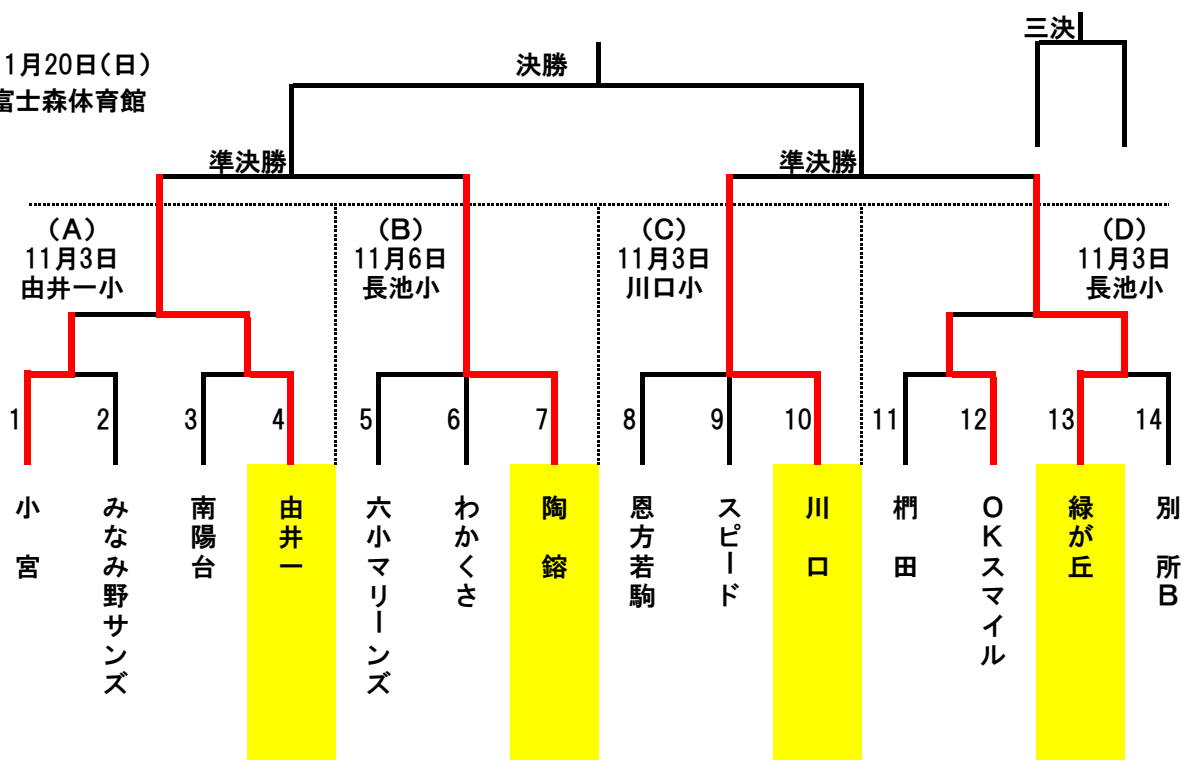 三決
1月20日(日)
富士森体育館
決勝
準決勝
準決勝
(A)
11月3日
由井一小
(B)
11月6日
長池小
(C)
11月3日
川口小
(D)
11月3日
長池小
1
2
3
4
5
6
7
8
9
10
11
12
13
14
小宮
みなみ野サンズ
南陽台
由井一
六小マリーンズ
わかくさ
陶鎔
恩方若駒
スピード
川口
椚田
OKスマイル
緑が丘
別所B